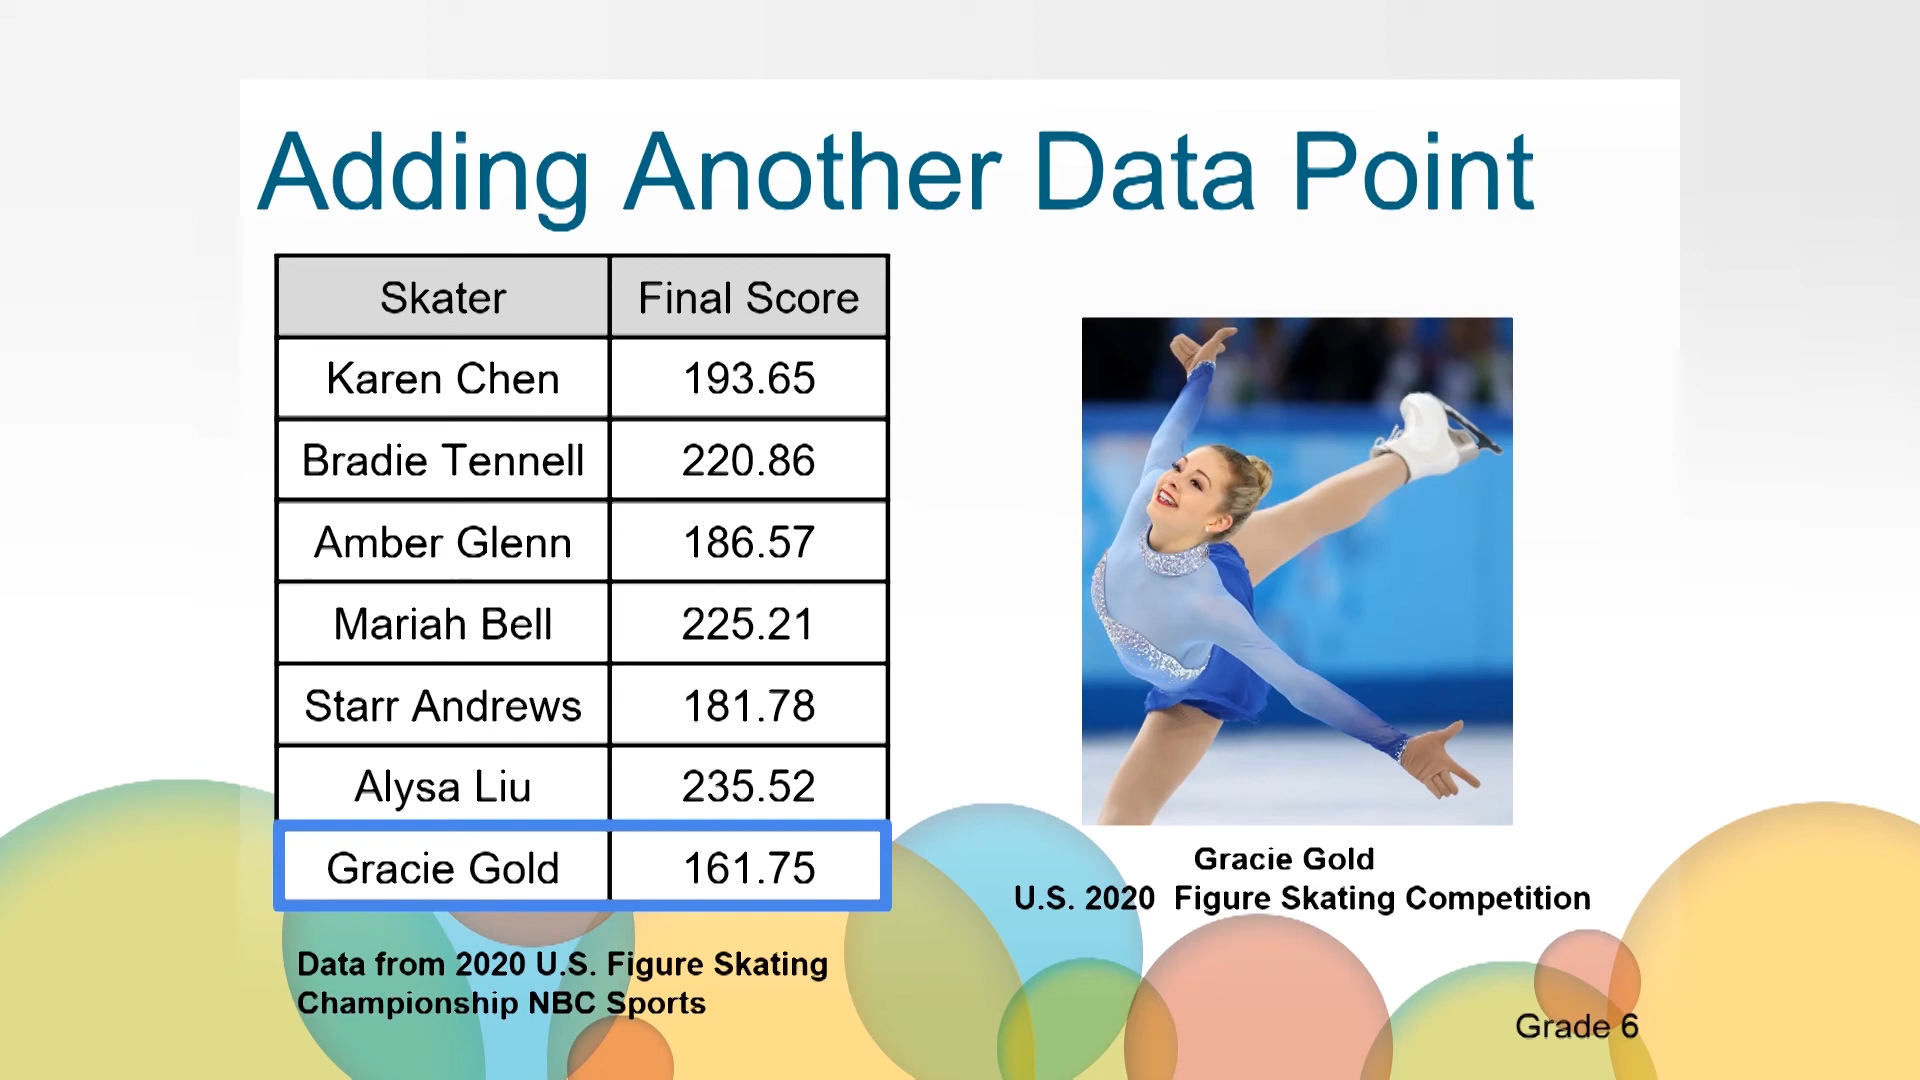 Adding Another Data Point
Skater Final Score
Karen Chen 193.65
Bradie Tennell 220.86
Amber Glenn 186.57
Mariah Bell 225.21
Starr Andrews 181.78
Alysa Liu 235.52
Gracie Gold 161.75
Data from 2020 U.S. Figure Skating
Championship NBC Sports
Gracie Gold
U.S. 2020 Figure Skating Competition
Grade 6